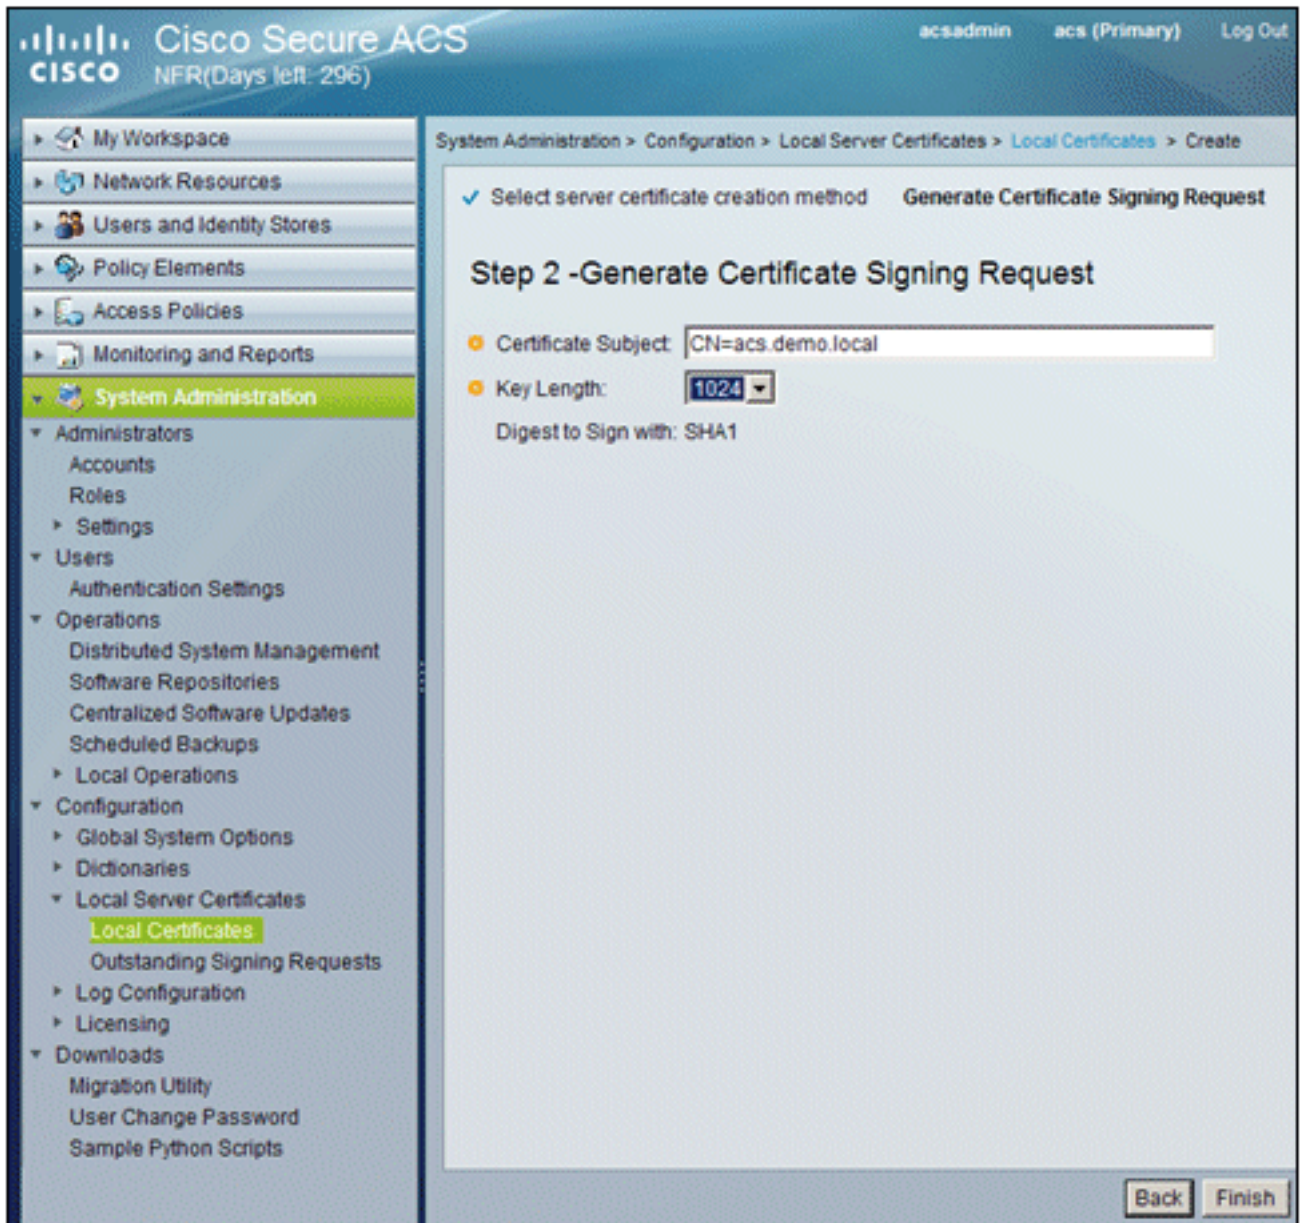 Cisco Secure ACS
CISCO NFR(Days left: 296)
acsadmin acs (Primary) Log Out
My Workspace
Network Resources
Users and Identity Stores
Policy Elements
Access Policies
Monitoring and Reports
System Administration
Administrators
Accounts
Roles
Settings
Users
Authentication Settings
Operations
Distributed System Management
Software Repositories
Centralized Software Updates
Scheduled Backups
Local Operations
Configuration
Global System Options
Dictionaries
Local Server Certificates
Local Certificates
Outstanding Signing Requests
Log Configuration
Licensing
Downloads
Migration Utility
User Change Password
Sample Python Scripts
System Administration > Configuration > Local Server Certificates > Local Certificates > Create
Select server certificate creation method Generate Certificate Signing Request
Step 2 -Generate Certificate Signing Request
Certificate Subject: CN=acs.demo.local
Key Length: 1024
Digest to Sign with: SHA1
Back Finish